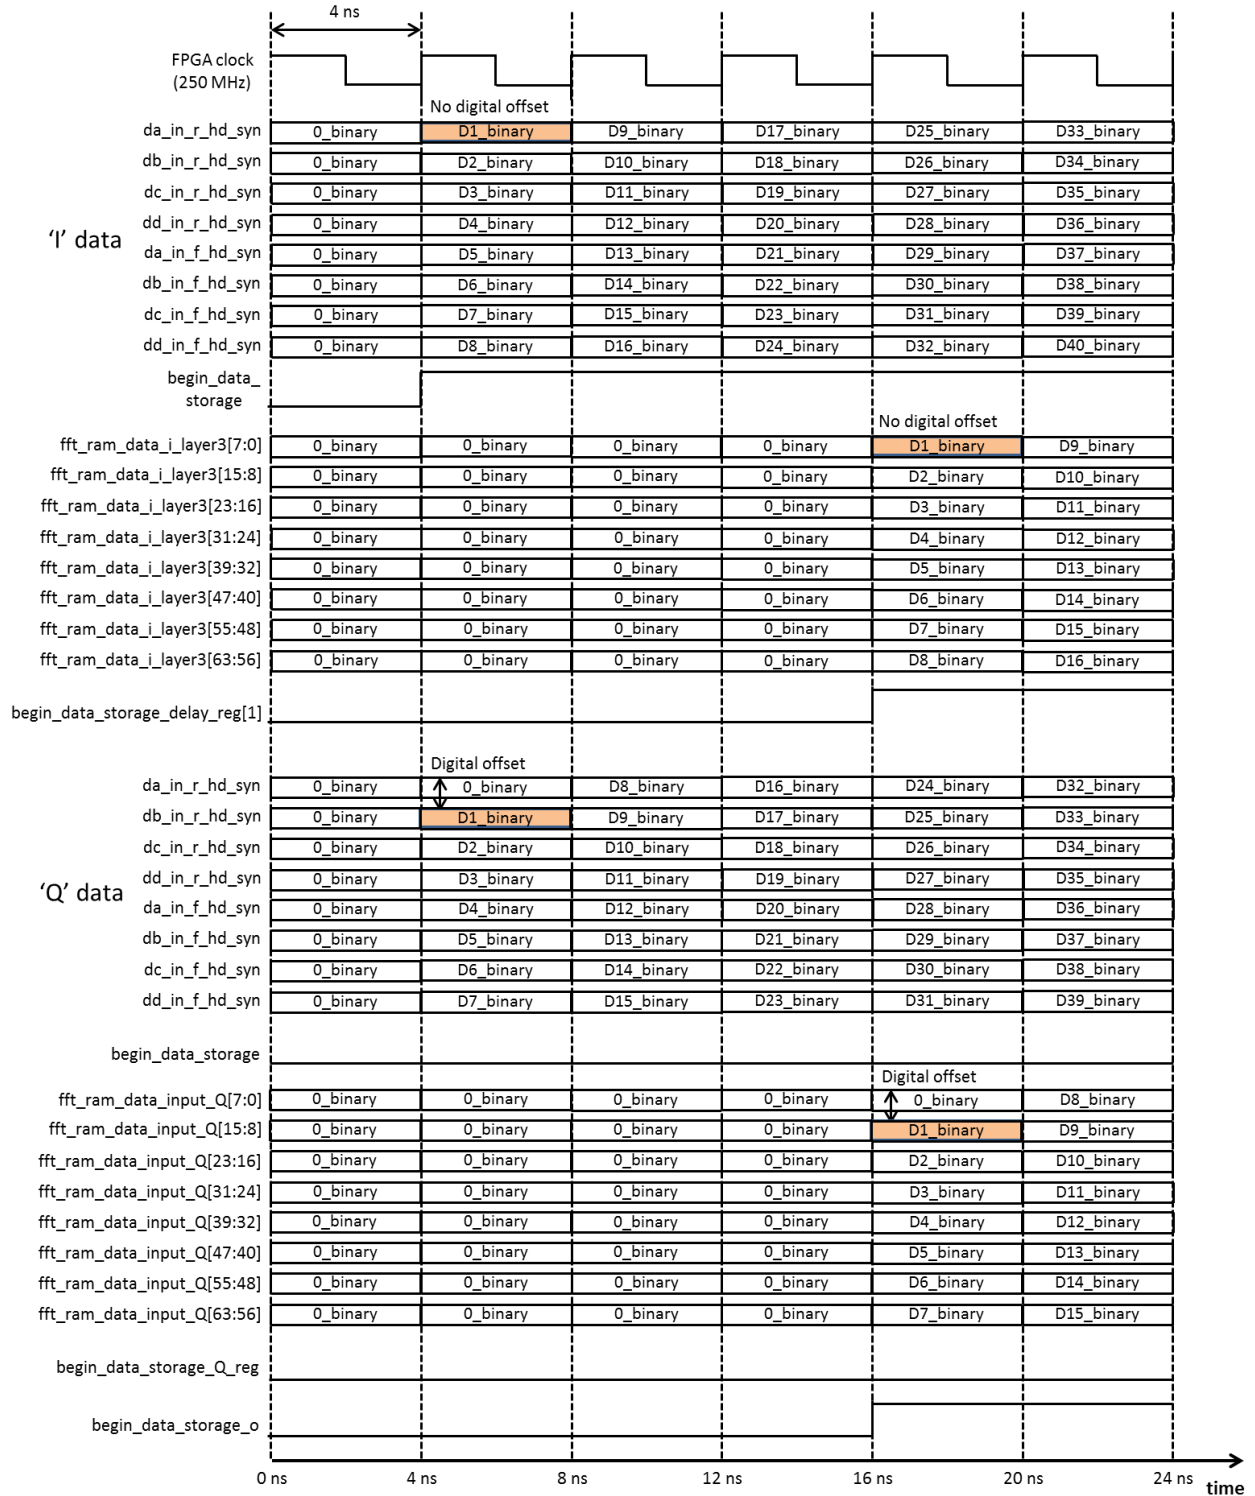 4 ns
FPGA clock
(250 MHz)
No digital offset
da_in_r_hd_syn 0_binary D1_binary D9_binary D17_binary D25_binary D33_binary
db_in_r_hd_syn 0_binary D2_binary D10_binary D18_binary D26_binary D34_binary
dc_in_r_hd_syn 0_binary D3_binary D11_binary D19_binary D27_binary D35_binary
dd_in_r_hd_syn 0_binary D4_binary D12_binary D20_binary D28_binary D36_binary
‘I’ data
da_in_f_hd_syn 0_binary D5_binary D13_binary D21_binary D29_binary D37_binary
db_in_f_hd_syn 0_binary D6_binary D14_binary D22_binary D30_binary D38_binary
dc_in_f_hd_syn 0_binary D7_binary D15_binary D23_binary D31_binary D39_binary
dd_in_f_hd_syn 0_binary D8_binary D16_binary D24_binary D32_binary D40_binary
begin_data_
storage
No digital offset
fft_ram_data_i_layer3[7:0] 0_binary 0_binary 0_binary 0_binary D1_binary D9_binary
fft_ram_data_i_layer3[15:8] 0_binary 0_binary 0_binary 0_binary D2_binary D10_binary
fft_ram_data_i_layer3[23:16] 0_binary 0_binary 0_binary 0_binary D3_binary D11_binary
fft_ram_data_i_layer3[31:24] 0_binary 0_binary 0_binary 0_binary D4_binary D12_binary
fft_ram_data_i_layer3[39:32] 0_binary 0_binary 0_binary 0_binary D5_binary D13_binary
fft_ram_data_i_layer3[47:40] 0_binary 0_binary 0_binary 0_binary D6_binary D14_binary
fft_ram_data_i_layer3[55:48] 0_binary 0_binary 0_binary 0_binary D7_binary D15_binary
fft_ram_data_i_layer3[63:56] 0_binary 0_binary 0_binary 0_binary D8_binary D16_binary
begin_data_storage_delay_reg[1]
Digital offset
da_in_r_hd_syn 0_binary 0_binary D8_binary D16_binary D24_binary D32_binary
db_in_r_hd_syn 0_binary D1_binary D9_binary D17_binary D25_binary D33_binary
dc_in_r_hd_syn 0_binary D2_binary D10_binary D18_binary D26_binary D34_binary
dd_in_r_hd_syn 0_binary D3_binary D11_binary D19_binary D27_binary D35_binary
‘Q’ data
da_in_f_hd_syn 0_binary D4_binary D12_binary D20_binary D28_binary D36_binary
db_in_f_hd_syn 0_binary D5_binary D13_binary D21_binary D29_binary D37_binary
dc_in_f_hd_syn 0_binary D6_binary D14_binary D22_binary D30_binary D38_binary
dd_in_f_hd_syn 0_binary D7_binary D15_binary D23_binary D31_binary D39_binary
begin_data_storage
Digital offset
fft_ram_data_input_Q[7:0] 0_binary 0_binary 0_binary 0_binary 0_binary D8_binary
fft_ram_data_input_Q[15:8] 0_binary 0_binary 0_binary 0_binary D1_binary D9_binary
fft_ram_data_input_Q[23:16] 0_binary 0_binary 0_binary 0_binary D2_binary D10_binary
fft_ram_data_input_Q[31:24] 0_binary 0_binary 0_binary 0_binary D3_binary D11_binary
fft_ram_data_input_Q[39:32] 0_binary 0_binary 0_binary 0_binary D4_binary D12_binary
fft_ram_data_input_Q[47:40] 0_binary 0_binary 0_binary 0_binary D5_binary D13_binary
fft_ram_data_input_Q[55:48] 0_binary 0_binary 0_binary 0_binary D6_binary D14_binary
fft_ram_data_input_Q[63:56] 0_binary 0_binary 0_binary 0_binary D7_binary D15_binary
begin_data_storage_Q_reg
begin_data_storage_o
0 ns 4 ns 8 ns 12 ns 16 ns 20 ns 24 ns
time